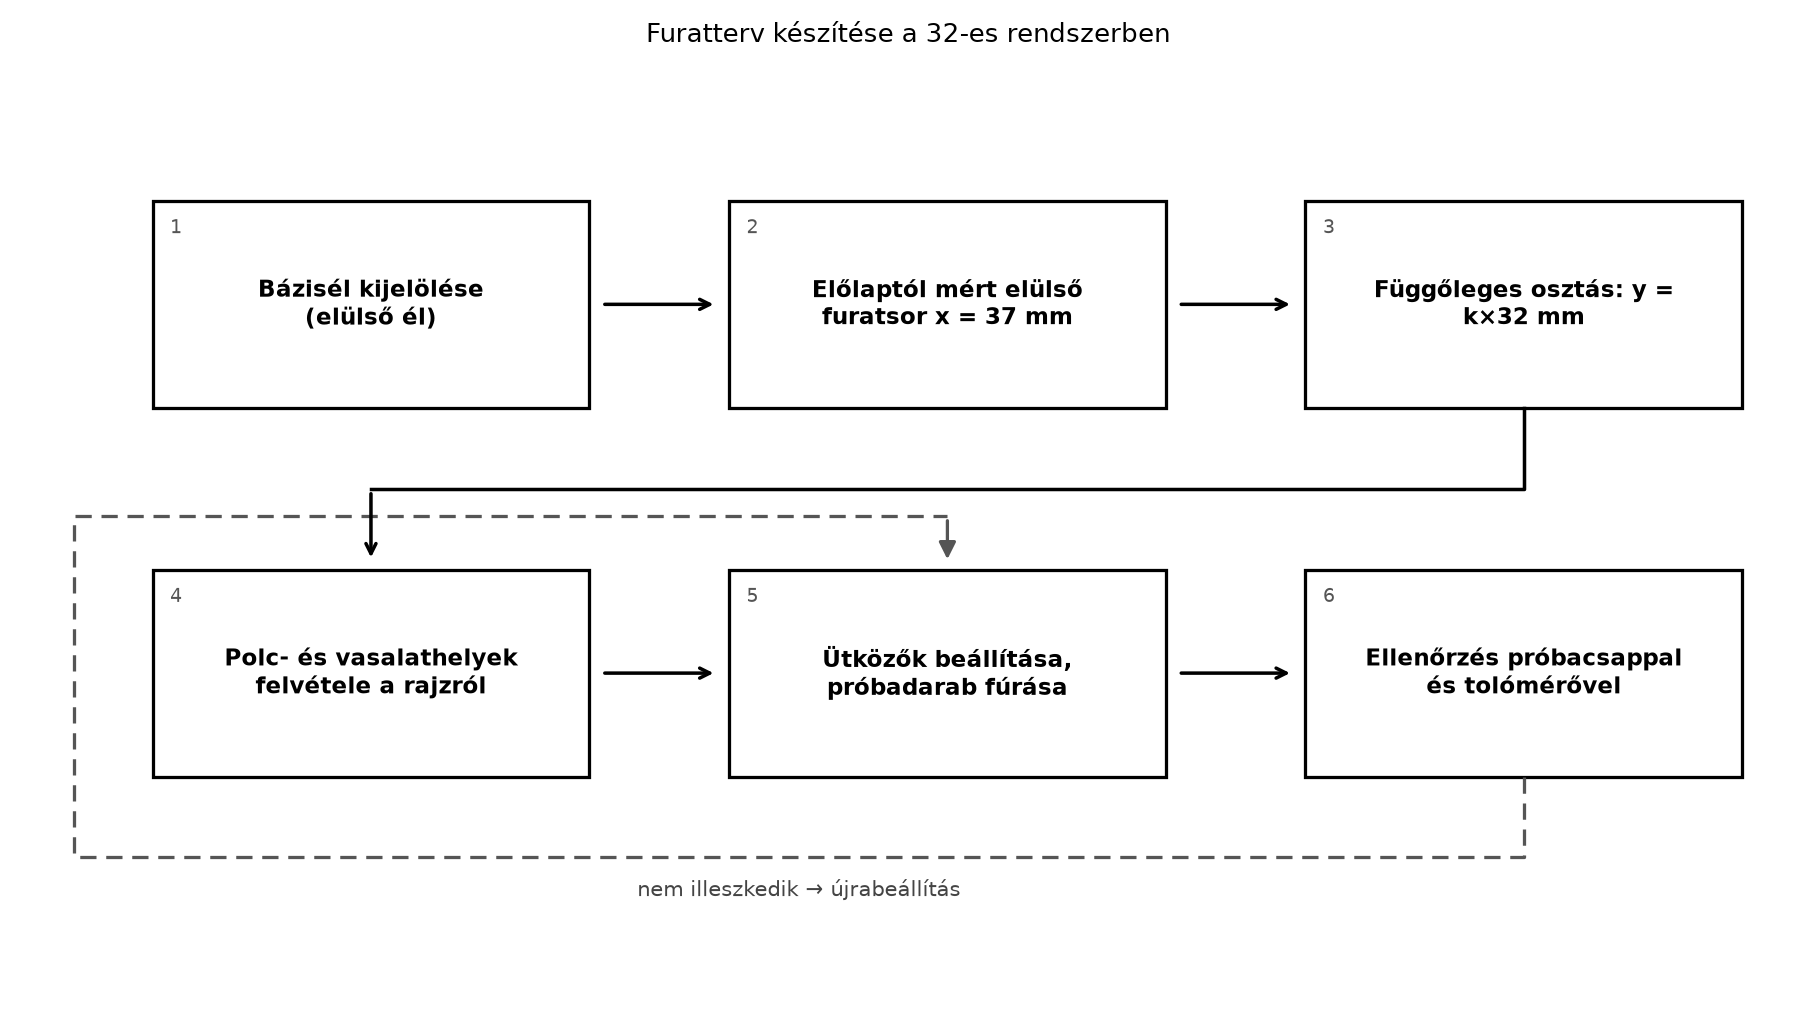 Furatterv készítése a 32-es rendszerben
1
Bázisél kijelölése
(elülső él)
2
Előlaptól mért elülső
furatsor x = 37 mm
3
Függőleges osztás: y =
k×32 mm
4
Polc- és vasalathelyek
felvétele a rajzról
5
Ütközők beállítása,
próbadarab fúrása
6
Ellenőrzés próbacsappal
és tolómérővel
nem illeszkedik → újrabeállítás